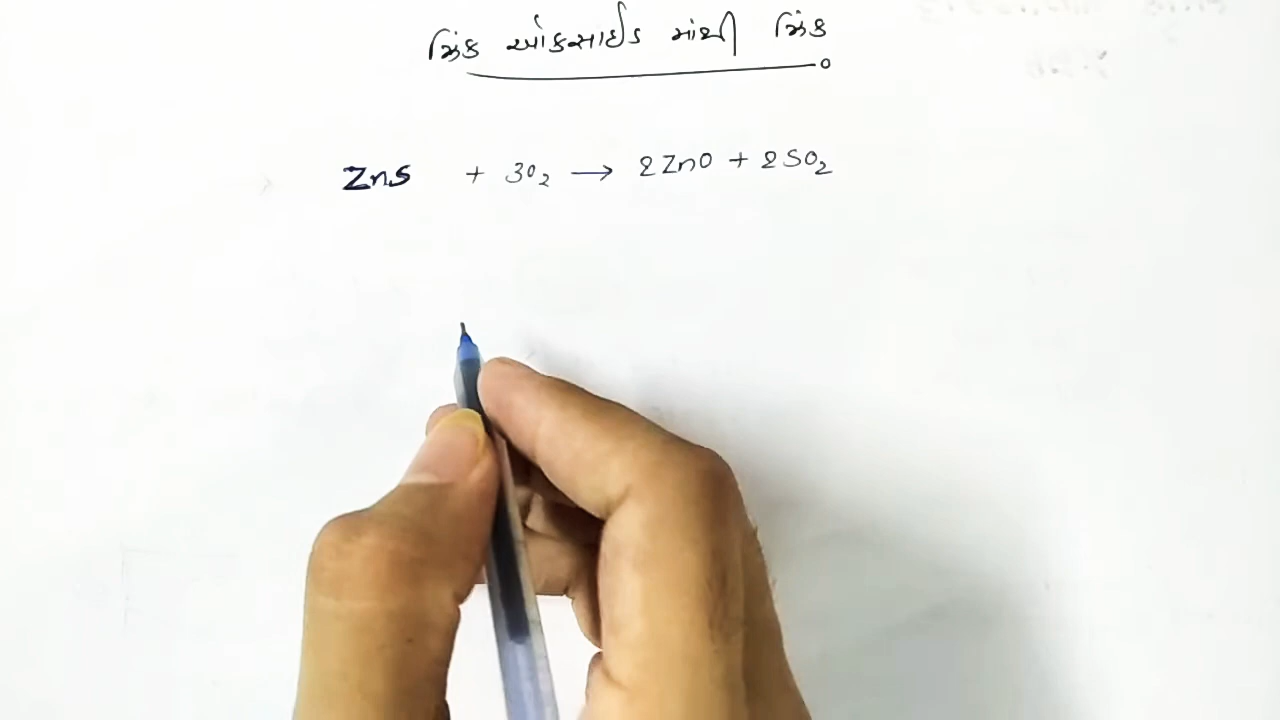 ઝિંક ઓક્સાઈડ માંથી ઝિંક
ZnS + 3O₂ → 2ZnO + 2SO₂